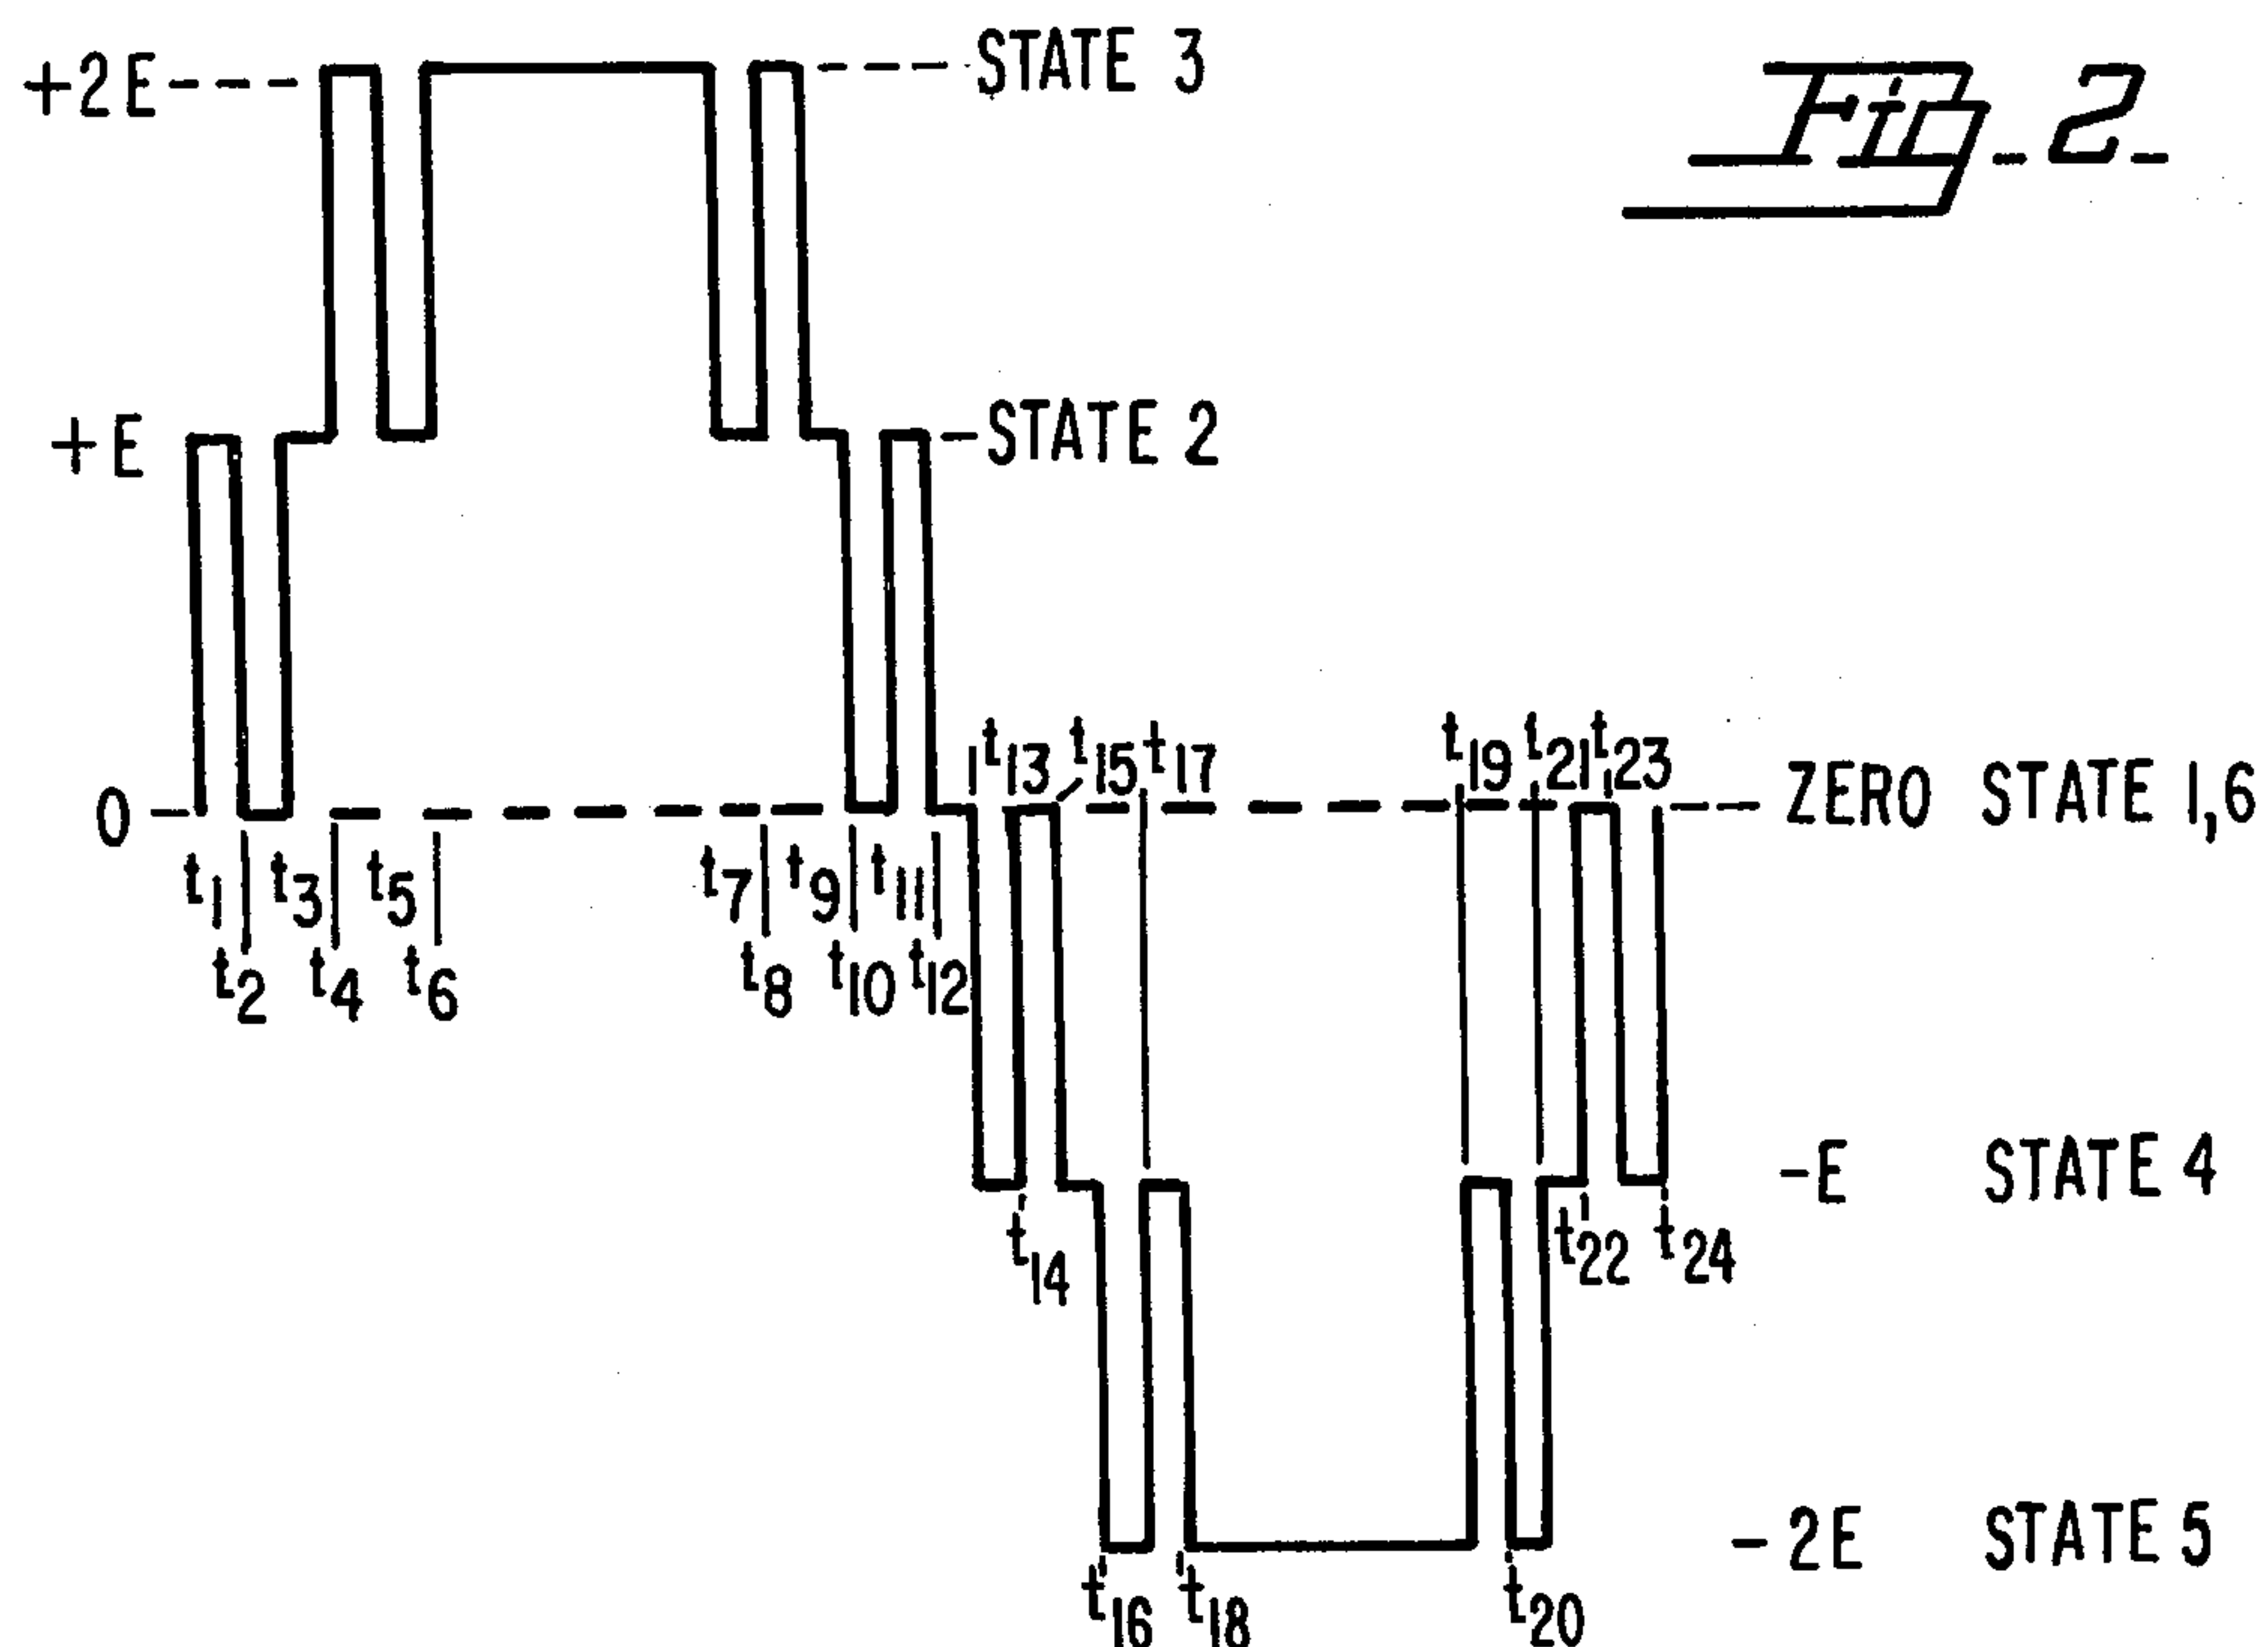 +2E
STATE 3
Fig_2_
+E
STATE 2
t13 t15 t17
t19 t21 t23
0
ZERO STATE 1,6
t1 t3 t5
t7 t9 t11
t2 t4 t6
t8 t10 t12
-E STATE 4
t14
t22 t24
-2E STATE 5
t16 t18 t20